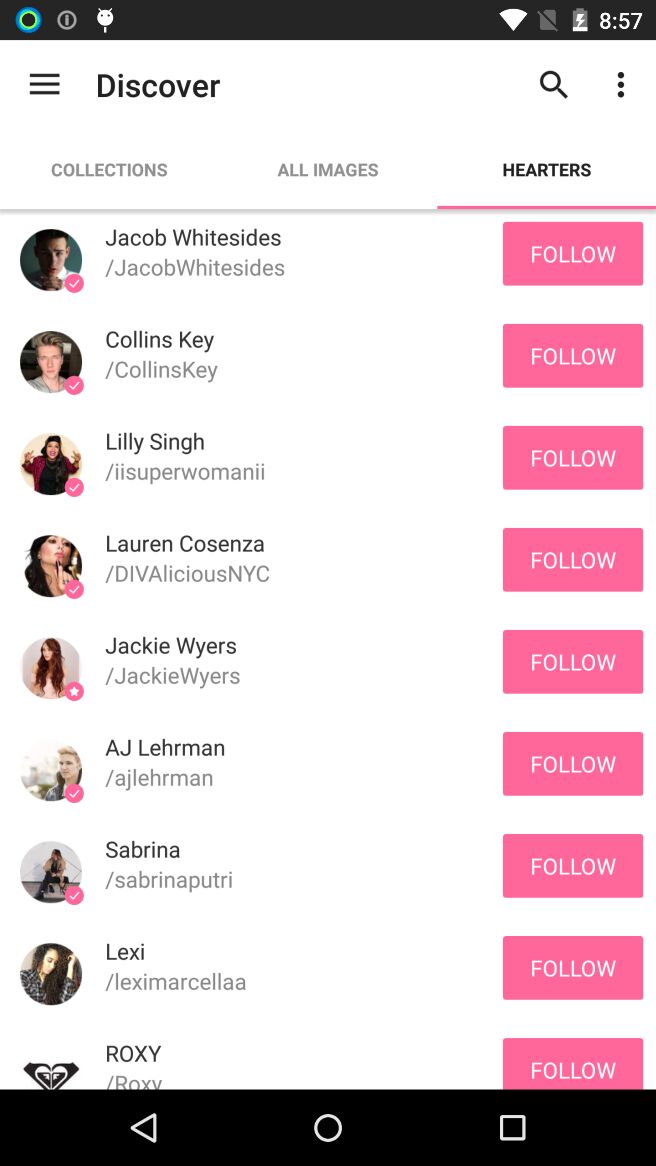 8:57
Discover
COLLECTIONS
ALL IMAGES
HEARTERS
Jacob Whitesides
/JacobWhitesides
FOLLOW
Collins Key
/CollinsKey
FOLLOW
Lilly Singh
/iisuperwomanii
FOLLOW
Lauren Cosenza
/DIVAliciousNYC
FOLLOW
Jackie Wyers
/JackieWyers
FOLLOW
AJ Lehrman
/ajlehrman
FOLLOW
Sabrina
/sabrinaputri
FOLLOW
Lexi
/leximarcellaa
FOLLOW
ROXY
/Roxy
FOLLOW